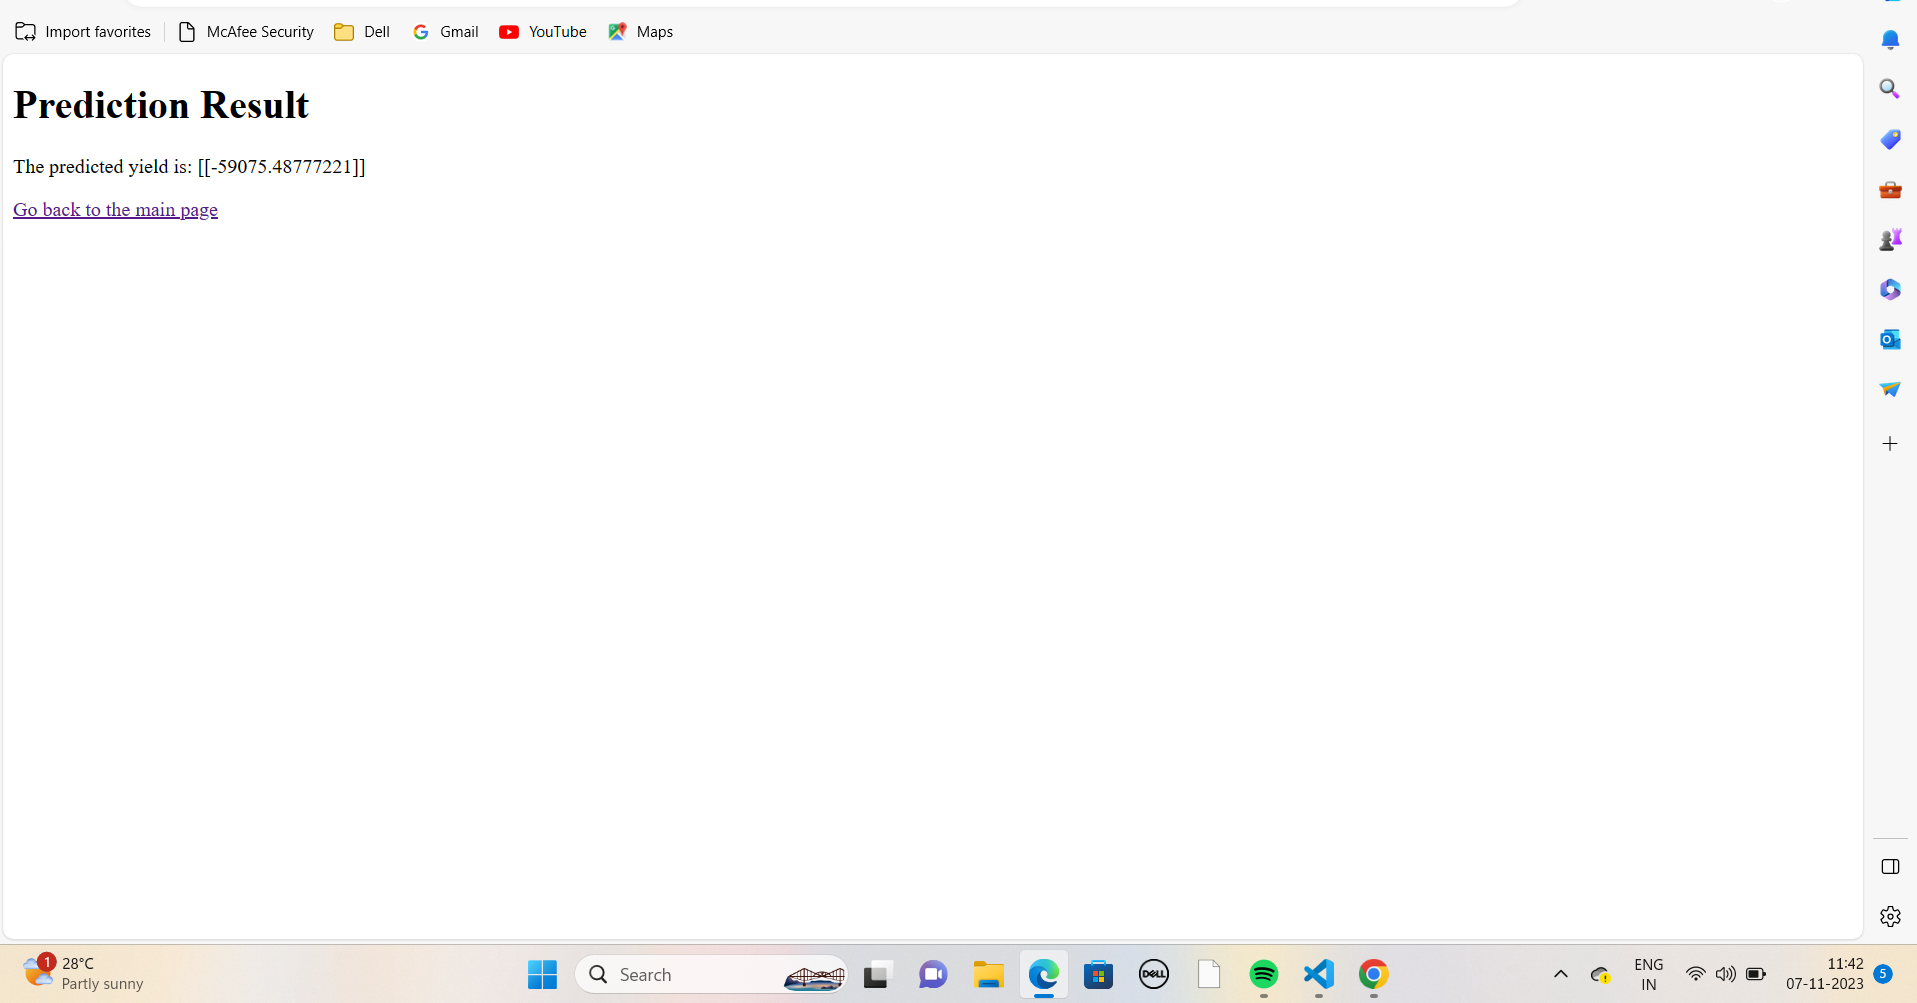 Import favorites McAfee Security Dell Gmail YouTube Maps
Prediction Result
The predicted yield is: [[-59075.48777221]]
Go back to the main page
1 28°C
Partly sunny
Search
DELL
ENG
IN
11:42
07-11-2023
5